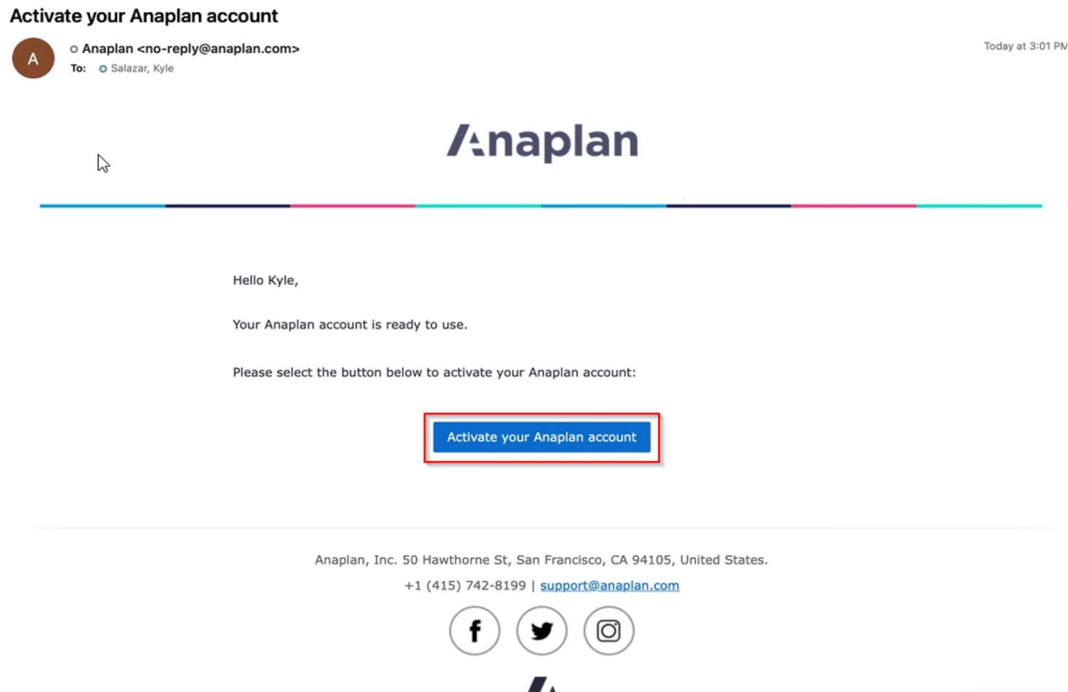 Activate your Anaplan account
A
Anaplan <no-reply@anaplan.com>
Today at 3:01 PM
To: Salazar, Kyle
Anaplan
Hello Kyle,
Your Anaplan account is ready to use.
Please select the button below to activate your Anaplan account:
Activate your Anaplan account
Anaplan, Inc. 50 Hawthorne St, San Francisco, CA 94105, United States.
+1 (415) 742-8199 | support@anaplan.com